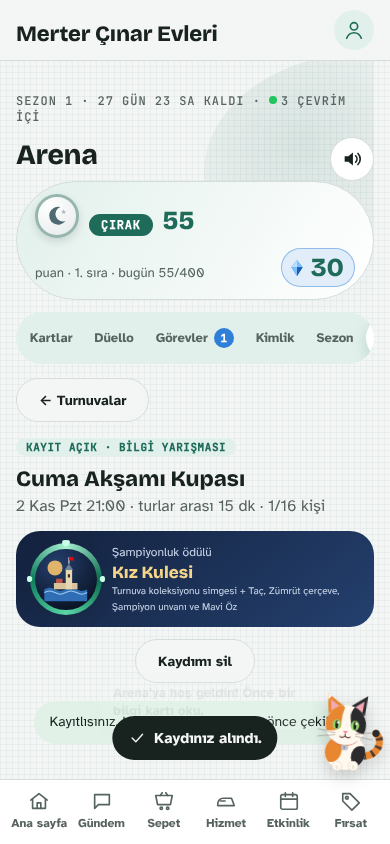 Merter Çınar Evleri
SEZON 1 · 27 GÜN 23 SA KALDI · 3 ÇEVRİM
İÇİ
Arena
ÇIRAK 55
puan · 1. sıra · bugün 55/400
30
Kartlar Düello Görevler 1 Kimlik Sezon
← Turnuvalar
KAYIT AÇIK · BİLGİ YARIŞMASI
Cuma Akşamı Kupası
2 Kas Pzt 21:00 · turlar arası 15 dk · 1/16 kişi
Şampiyonluk ödülü
Kız Kulesi
Turnuva koleksiyonu simgesi + Taç, Zümrüt çerçeve,
Şampiyon unvanı ve Mavi Öz
Kaydımı sil
Arena'ya hoş geldin! Önce bir
bilgi kartı oku.
Kayıtlısınız. önce çeki
Kaydınız alındı.
Ana sayfa Gündem Sepet Hizmet Etkinlik Fırsat